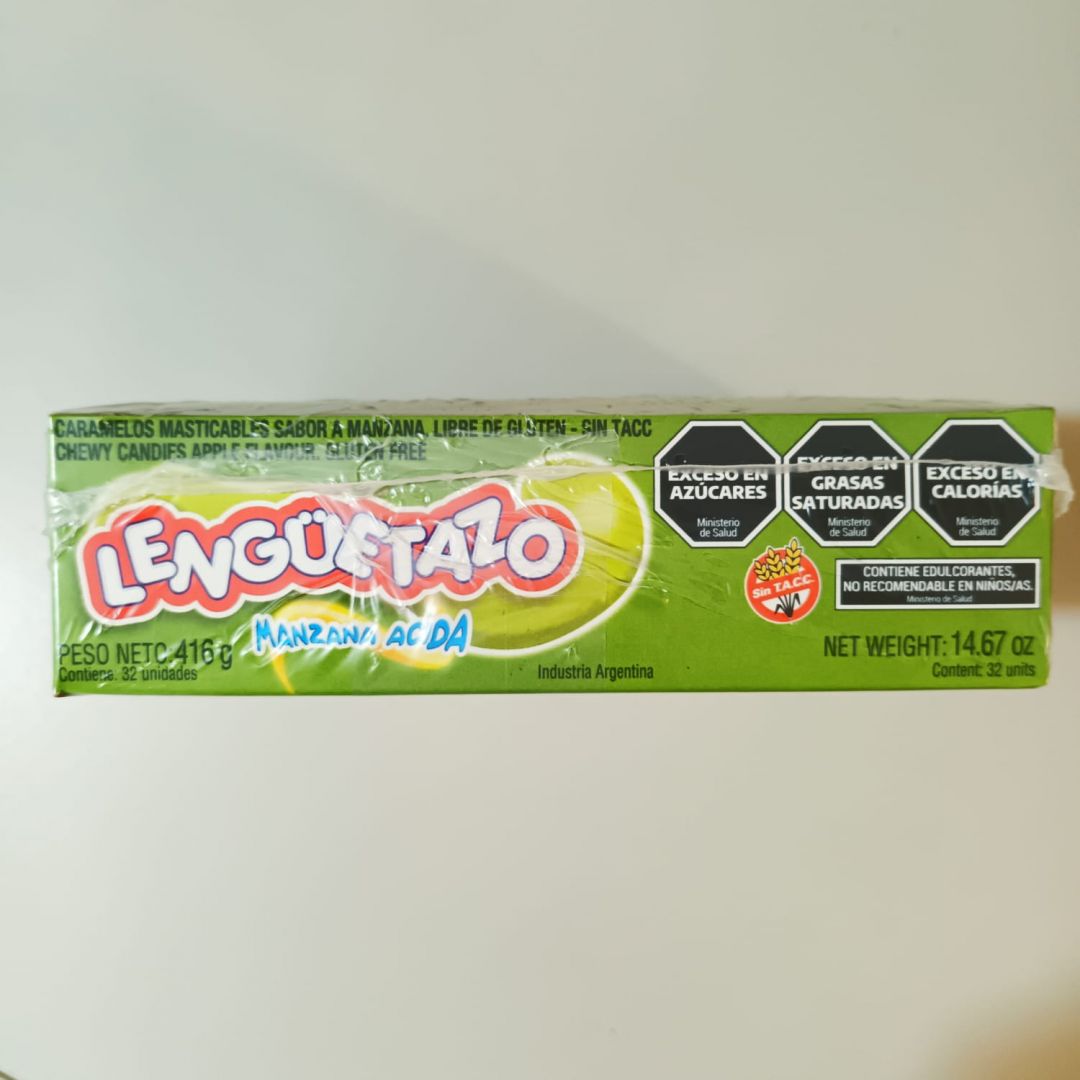 CARAMELOS MASTICABLES SABOR A MANZANA. LIBRE DE GLUTEN - SIN TACC
CHEWY CANDIES APPLE FLAVOUR. GLUTEN FREE
LENGÜETAZO
MANZANA ACIDA
PESO NETO: 416 g
Contiene: 32 unidades
Industria Argentina
EXCESO EN
AZÚCARES
Ministerio
de Salud
EXCESO EN
GRASAS
SATURADAS
Ministerio
de Salud
EXCESO EN
CALORÍAS
Ministerio
de Salud
Sin T.A.C.C.
CONTIENE EDULCORANTES,
NO RECOMENDABLE EN NIÑOS/AS.
Ministerio de Salud
NET WEIGHT: 14.67 oz
Content: 32 units